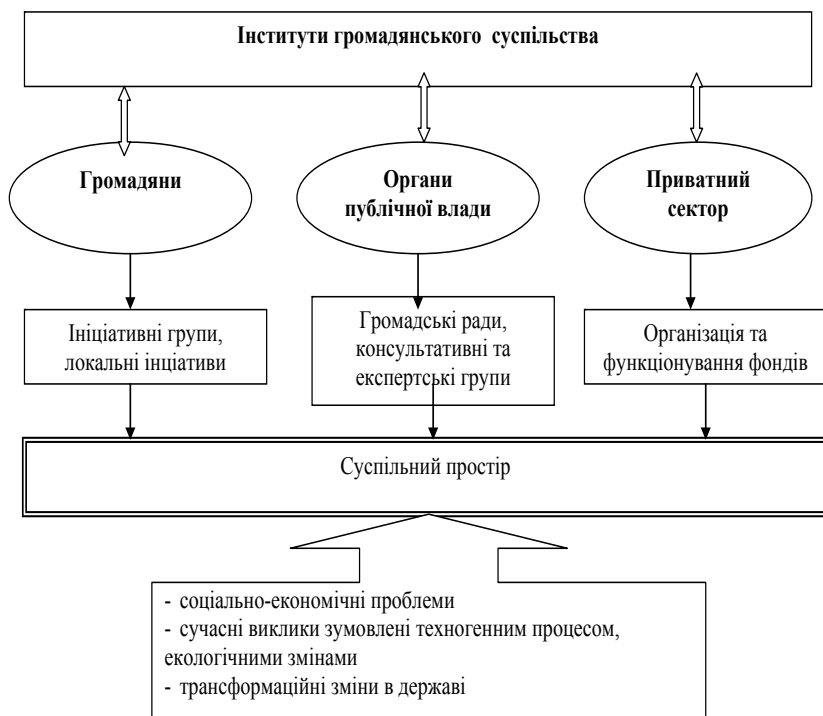 Інститути громадянського суспільства
Громадяни
Органи
публічної влади
Приватний
сектор
Ініціативні групи,
локальні інціативи
Громадські ради,
консультативні та
експертські групи
Організація та
функціонування фондів
Суспільний простір
- соціально-економічні проблеми
- сучасні виклики зумовлені техногенним процесом,
екологічними змінами
- трансформаційні зміни в державі